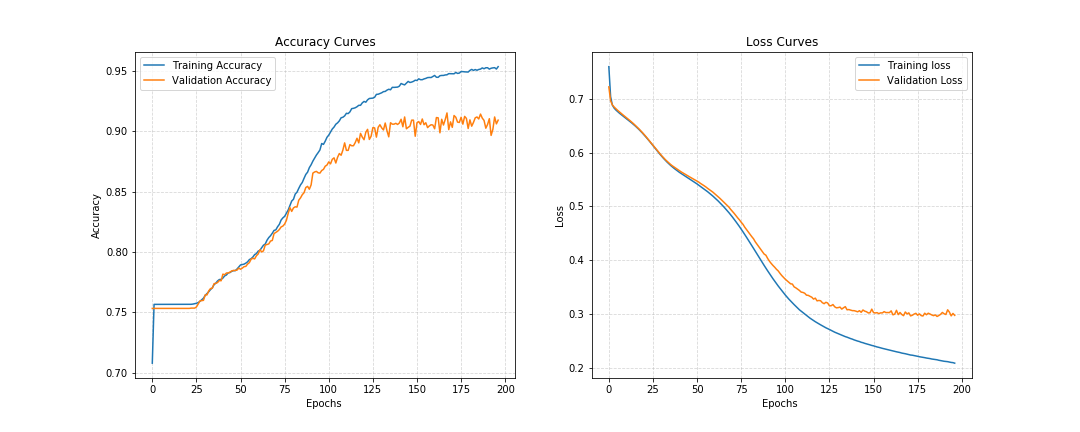 Accuracy Curves
Training Accuracy
Validation Accuracy
0.95
0.90
0.85
0.80
0.75
0.70
Accuracy
0 25 50 75 100 125 150 175 200
Epochs
Loss Curves
Training loss
Validation Loss
0.7
0.6
0.5
0.4
0.3
0.2
Loss
0 25 50 75 100 125 150 175 200
Epochs